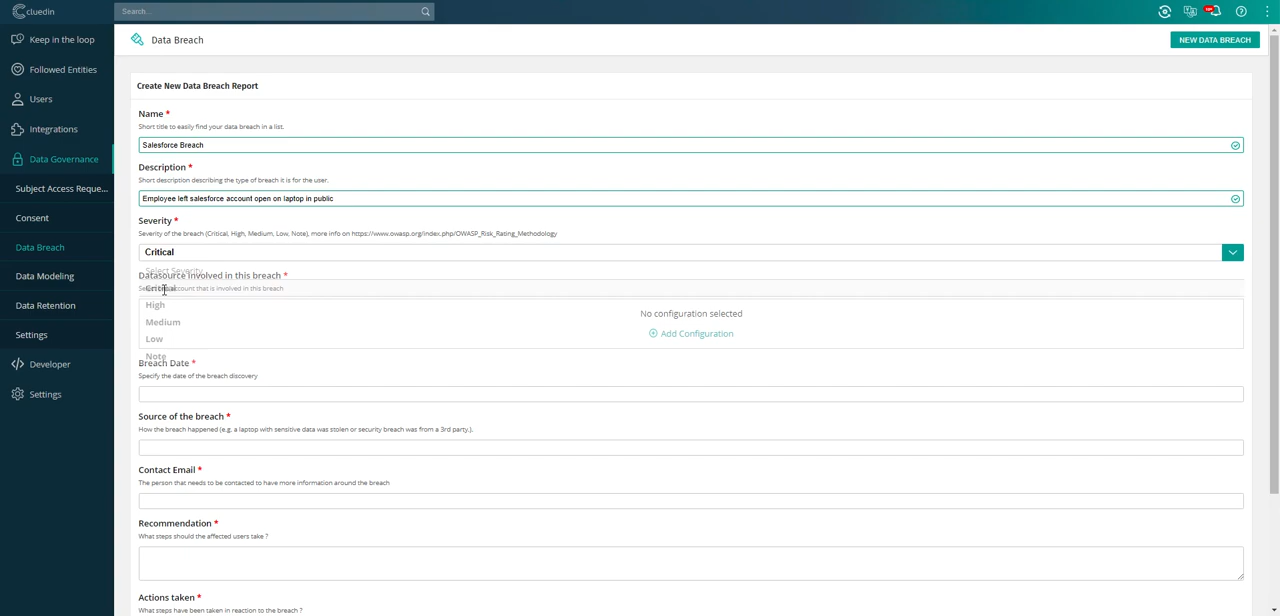 cluedin
Search...
Keep in the loop
Followed Entities
Users
Integrations
Data Governance
Subject Access Reque...
Consent
Data Breach
Data Modeling
Data Retention
Settings
Developer
Settings
Data Breach
NEW DATA BREACH
Create New Data Breach Report
Name *
Short title to easily find your data breach in a list.
Salesforce Breach
Description *
Short description describing the type of breach it is for the user.
Employee left salesforce account open on laptop in public
Severity *
Severity of the breach (Critical, High, Medium, Low, Note), more info on https://www.owasp.org/index.php/OWASP_Risk_Rating_Methodology
Critical
Select Severity
Datasource involved in this breach *
account that is involved in this breach
High
Medium
Low
Note
No configuration selected
Add Configuration
Breach Date *
Specify the date of the breach discovery
Source of the breach *
How the breach happened (e.g. a laptop with sensitive data was stolen or security breach was from a 3rd party.).
Contact Email *
The person that needs to be contacted to have more information around the breach
Recommendation *
What steps should the affected users take ?
Actions taken *
What steps have been taken in reaction to the breach ?